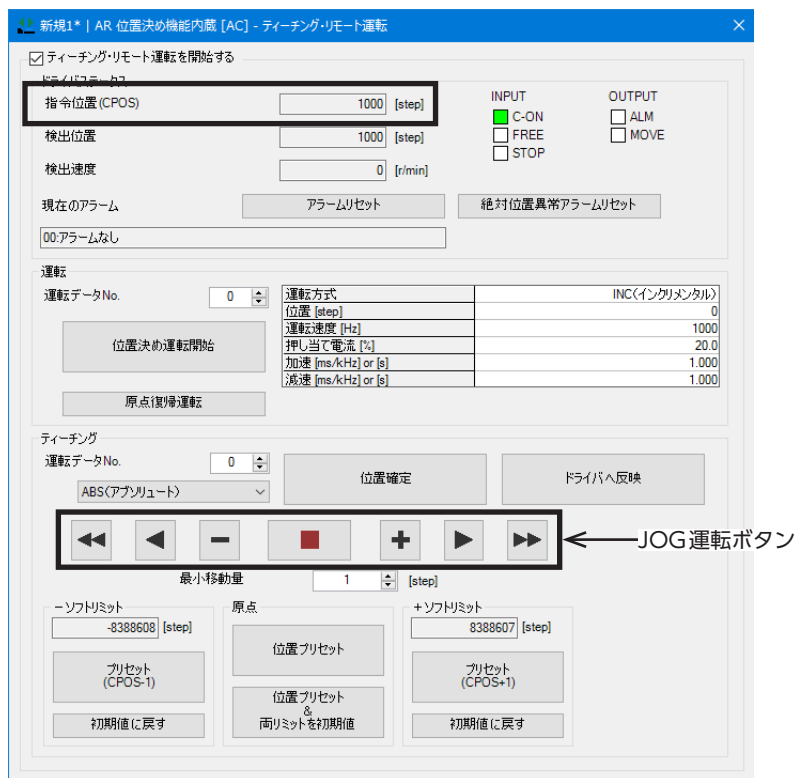 新規1* | AR 位置決め機能内蔵 [AC] - ティーチング・リモート運転
ティーチング・リモート運転を開始する
ドライバステータス
指令位置(CPOS) 1000 [step]
検出位置 1000 [step]
検出速度 0 [r/min]
INPUT
C-ON
FREE
STOP
OUTPUT
ALM
MOVE
現在のアラーム アラームリセット 絶対位置異常アラームリセット
00:アラームなし
運転
運転データNo. 0
位置決め運転開始
原点復帰運転
運転方式 INC(インクリメンタル)
位置 [step] 0
運転速度 [Hz] 1000
押し当て電流 [%] 20.0
加速 [ms/kHz] or [s] 1.000
減速 [ms/kHz] or [s] 1.000
ティーチング
運転データNo. 0
ABS(アブソリュート)
位置確定
ドライバへ反映
JOG運転ボタン
最小移動量 1 [step]
－ソフトリミット
-8388608 [step]
プリセット
(CPOS-1)
初期値に戻す
原点
位置プリセット
位置プリセット
&
両リミットを初期値
+ソフトリミット
8388607 [step]
プリセット
(CPOS+1)
初期値に戻す